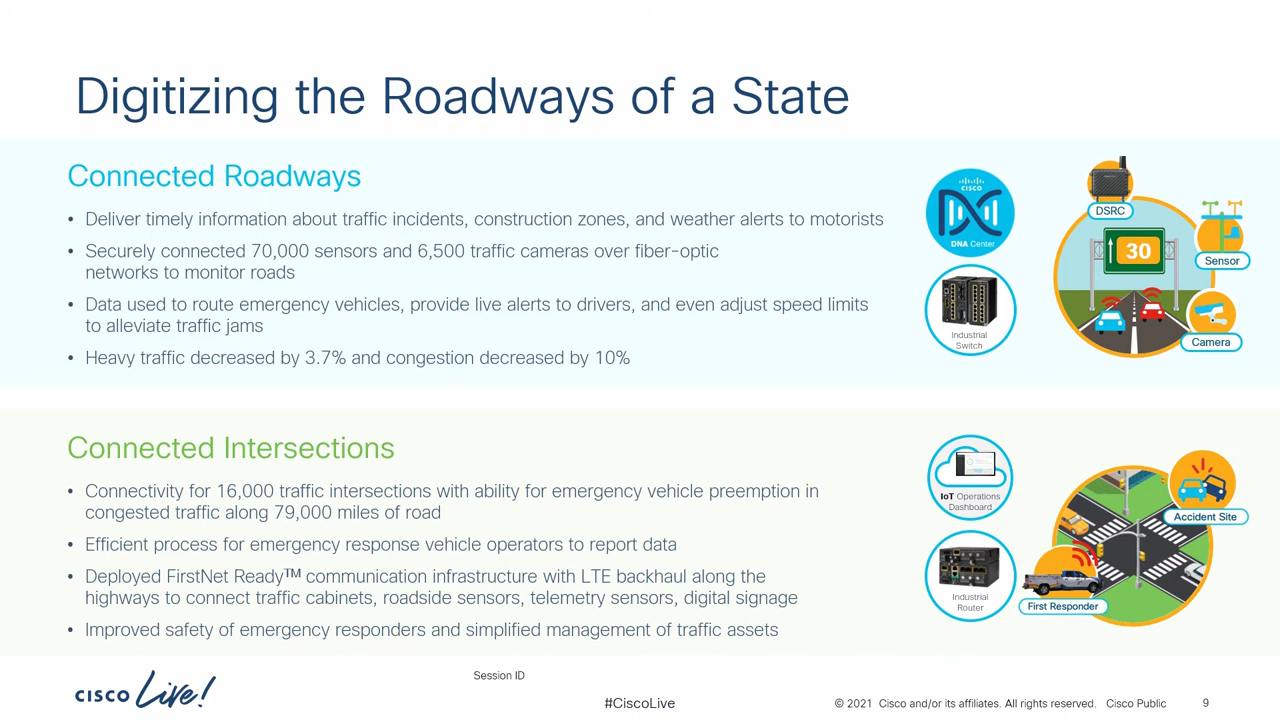 Digitizing the Roadways of a State
Connected Roadways
• Deliver timely information about traffic incidents, construction zones, and weather alerts to motorists
• Securely connected 70,000 sensors and 6,500 traffic cameras over fiber-optic
networks to monitor roads
• Data used to route emergency vehicles, provide live alerts to drivers, and even adjust speed limits
to alleviate traffic jams
• Heavy traffic decreased by 3.7% and congestion decreased by 10%
CISCO
DNA Center
Industrial
Switch
DSRC
30
Sensor
Camera
Connected Intersections
• Connectivity for 16,000 traffic intersections with ability for emergency vehicle preemption in
congested traffic along 79,000 miles of road
• Efficient process for emergency response vehicle operators to report data
• Deployed FirstNet Ready™ communication infrastructure with LTE backhaul along the
highways to connect traffic cabinets, roadside sensors, telemetry sensors, digital signage
• Improved safety of emergency responders and simplified management of traffic assets
IoT Operations
Dashboard
Industrial
Router
Accident Site
First Responder
CISCO Live!
Session ID
#CiscoLive
© 2021 Cisco and/or its affiliates. All rights reserved. Cisco Public
9